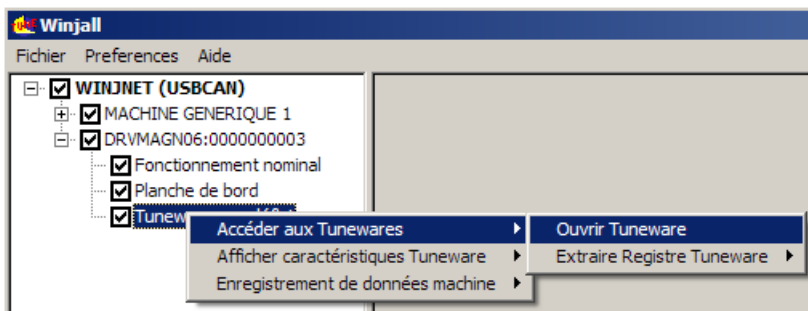 Winjall
Fichier Preferences Aide
WINJNET (USBCAN)
MACHINE GENERIQUE 1
DRVMAGN06:0000000003
Fonctionnement nominal
Planche de bord
Accéder aux Tunewares
Ouvrir Tuneware
Afficher caractéristiques Tuneware
Extraire Registre Tuneware
Enregistrement de données machine